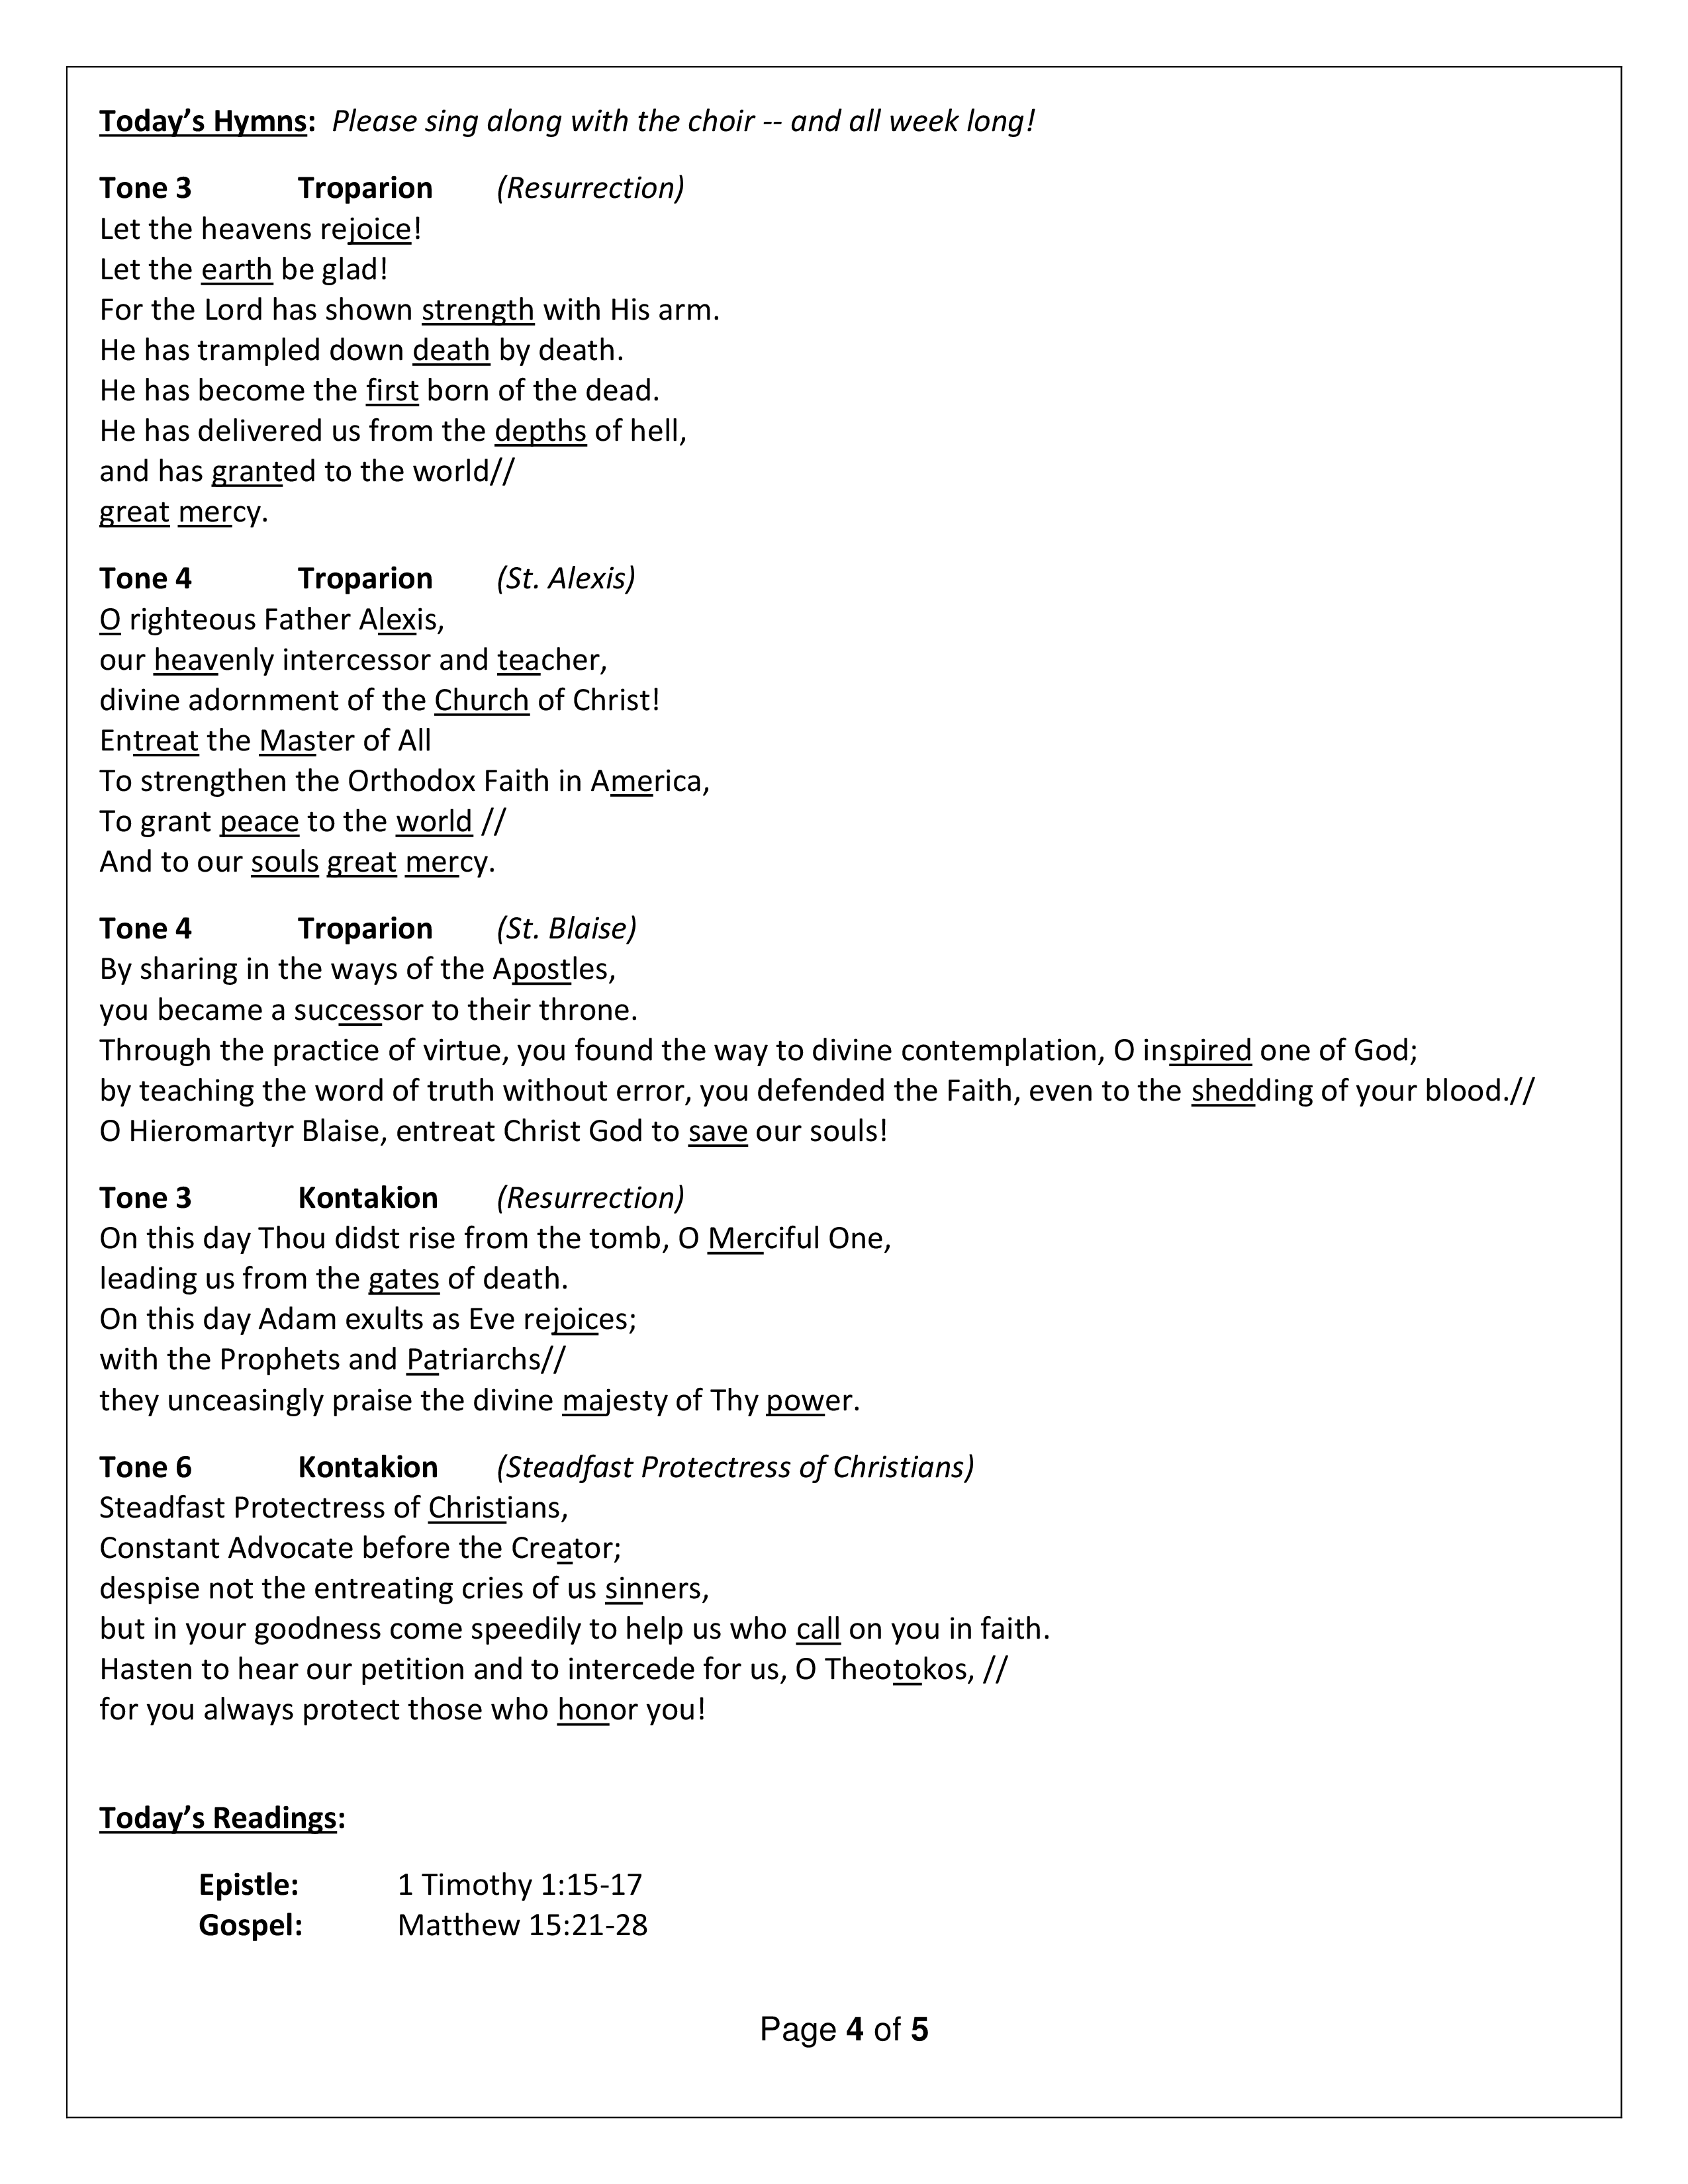 Today’s Hymns: Please sing along with the choir -- and all week long!
Tone 3 Troparion (Resurrection)
Let the heavens rejoice!
Let the earth be glad!
For the Lord has shown strength with His arm.
He has trampled down death by death.
He has become the first born of the dead.
He has delivered us from the depths of hell,
and has granted to the world//
great mercy.
Tone 4 Troparion (St. Alexis)
O righteous Father Alexis,
our heavenly intercessor and teacher,
divine adornment of the Church of Christ!
Entreat the Master of All
To strengthen the Orthodox Faith in America,
To grant peace to the world //
And to our souls great mercy.
Tone 4 Troparion (St. Blaise)
By sharing in the ways of the Apostles,
you became a successor to their throne.
Through the practice of virtue, you found the way to divine contemplation, O inspired one of God;
by teaching the word of truth without error, you defended the Faith, even to the shedding of your blood.//
O Hieromartyr Blaise, entreat Christ God to save our souls!
Tone 3 Kontakion (Resurrection)
On this day Thou didst rise from the tomb, O Merciful One,
leading us from the gates of death.
On this day Adam exults as Eve rejoices;
with the Prophets and Patriarchs//
they unceasingly praise the divine majesty of Thy power.
Tone 6 Kontakion (Steadfast Protectress of Christians)
Steadfast Protectress of Christians,
Constant Advocate before the Creator;
despise not the entreating cries of us sinners,
but in your goodness come speedily to help us who call on you in faith.
Hasten to hear our petition and to intercede for us, O Theotokos, //
for you always protect those who honor you!
Today’s Readings:
Epistle: 1 Timothy 1:15-17
Gospel: Matthew 15:21-28
Page 4 of 5